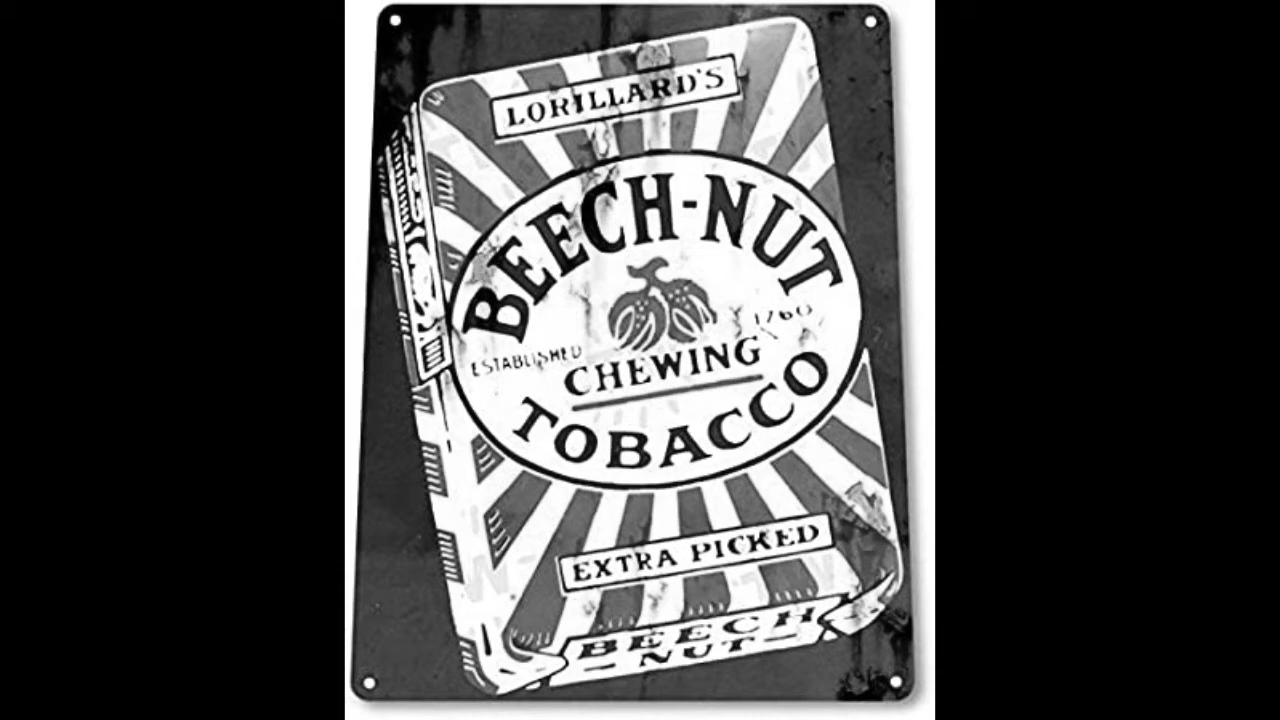 LORILLARD'S
BEECH-NUT
ESTABLISHED 1760
CHEWING
TOBACCO
EXTRA PICKED
BEECH
NUT